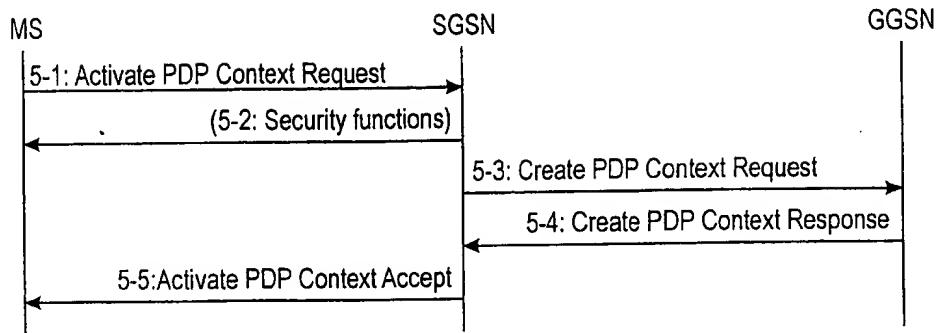 MS SGSN GGSN
5-1: Activate PDP Context Request
(5-2: Security functions)
5-3: Create PDP Context Request
5-4: Create PDP Context Response
5-5:Activate PDP Context Accept